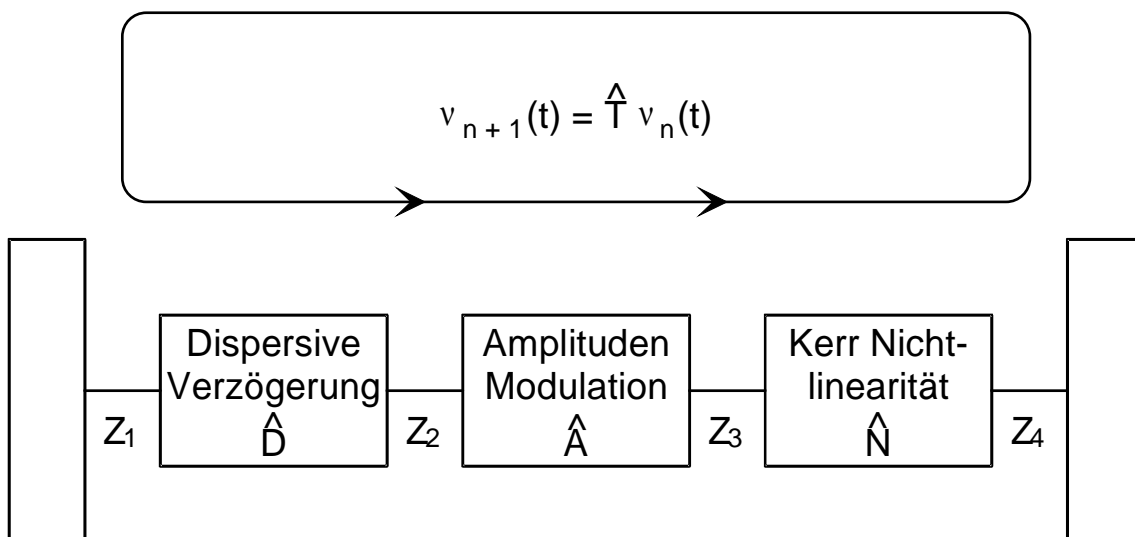 ν n + 1 (t) = T̂ ν n (t)
Dispersive
Verzögerung
D̂
Amplituden
Modulation
Â
Kerr Nicht-
linearität
N̂
Z1
Z2
Z3
Z4